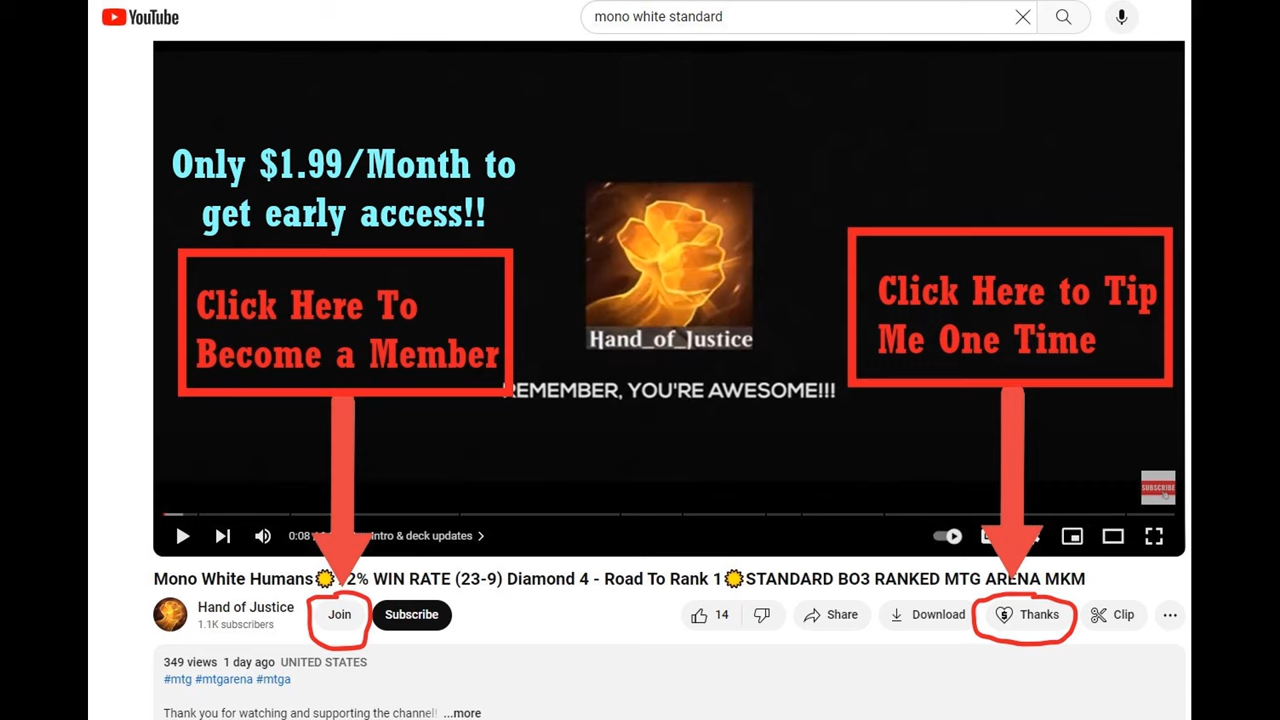 YouTube
mono white standard
Only $1.99/Month to
get early access!!
Click Here To
Become a Member
Click Here to Tip
Me One Time
Hand_of_Justice
REMEMBER, YOU'RE AWESOME!!!
SUBSCRIBE
0:08
Intro & deck updates
Mono White Humans 2% WIN RATE (23-9) Diamond 4 - Road To Rank 1 STANDARD BO3 RANKED MTG ARENA MKM
Hand of Justice
1.1K subscribers
Join
Subscribe
14
Share
Download
Thanks
Clip
349 views 1 day ago UNITED STATES
#mtg #mtgarena #mtga
Thank you for watching and supporting the channel! ...more